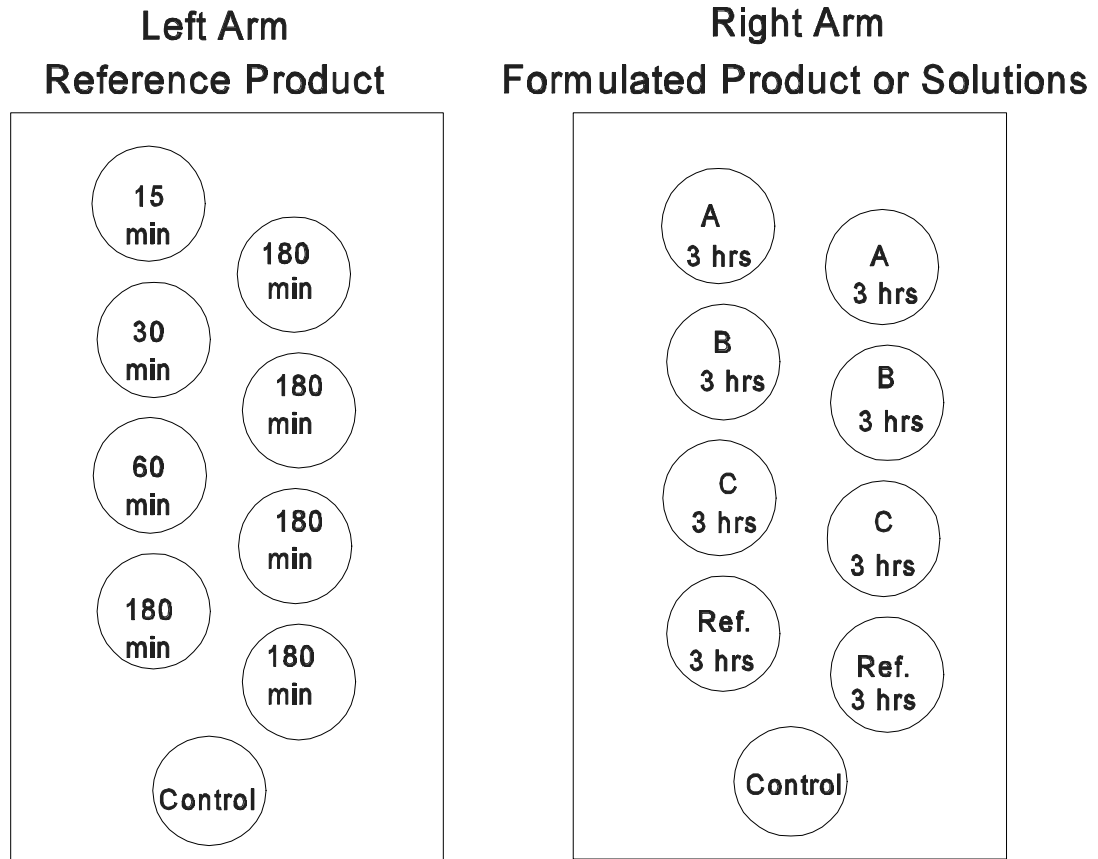 Left Arm
Reference Product
15
min
180
min
30
min
180
min
60
min
180
min
180
min
180
min
Control
Right Arm
Formulated Product or Solutions
A
3 hrs
A
3 hrs
B
3 hrs
B
3 hrs
C
3 hrs
C
3 hrs
Ref.
3 hrs
Ref.
3 hrs
Control